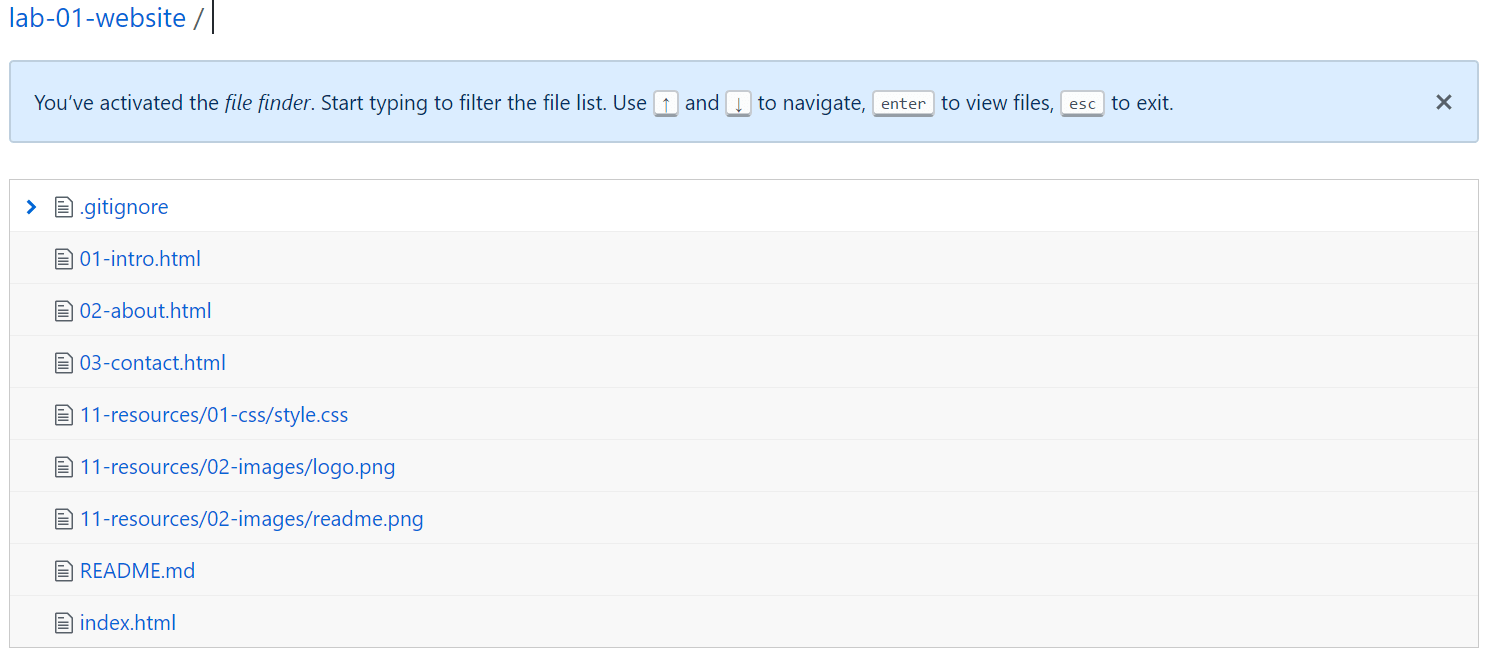 lab-01-website /
You've activated the file finder. Start typing to filter the file list. Use ↑ and ↓ to navigate, enter to view files, esc to exit.
.gitignore
01-intro.html
02-about.html
03-contact.html
11-resources/01-css/style.css
11-resources/02-images/logo.png
11-resources/02-images/readme.png
README.md
index.html